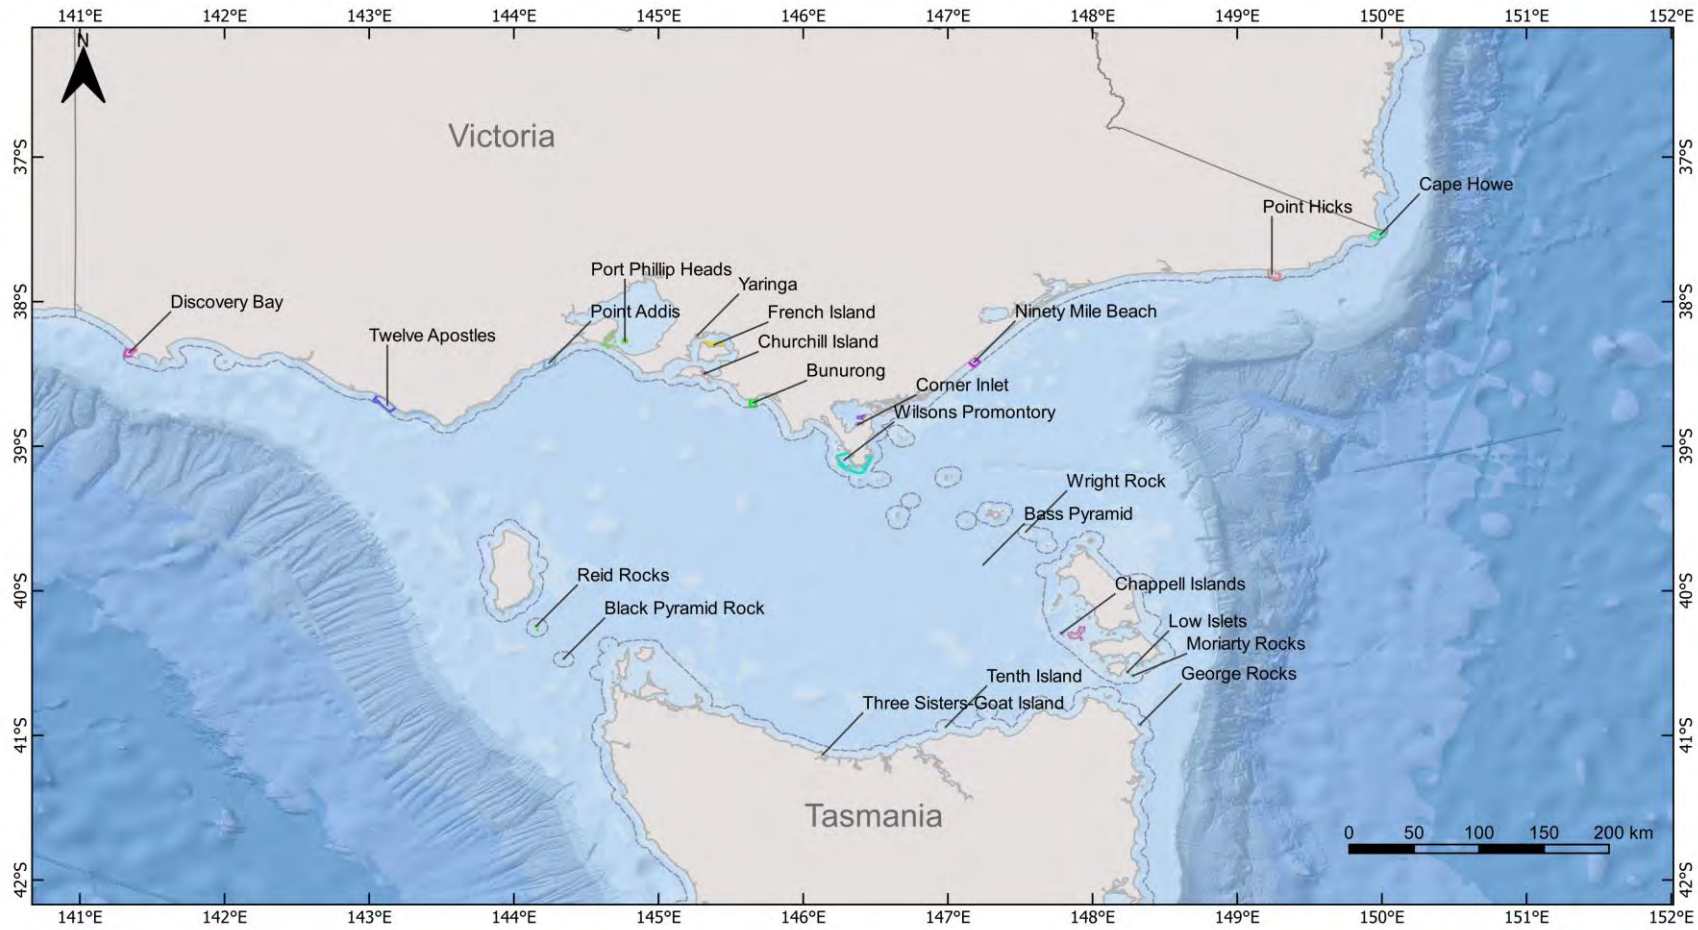 141°E 142°E 143°E 144°E 145°E 146°E 147°E 148°E 149°E 150°E 151°E 152°E
N
Victoria
37°S 37°S
Cape Howe
Point Hicks
Port Phillip Heads
Yaringa
38°S 38°S
Discovery Bay
Point Addis
French Island
Ninety Mile Beach
Twelve Apostles
Churchill Island
Bunurong
Corner Inlet
Wilsons Promontory
39°S 39°S
Wright Rock
Bass Pyramid
Reid Rocks
Chappell Islands
40°S 40°S
Black Pyramid Rock
Low Islets
Moriarty Rocks
George Rocks
Tenth Island
Three Sisters-Goat Island
41°S 41°S
Tasmania
0 50 100 150 200 km
42°S 42°S
141°E 142°E 143°E 144°E 145°E 146°E 147°E 148°E 149°E 150°E 151°E 152°E